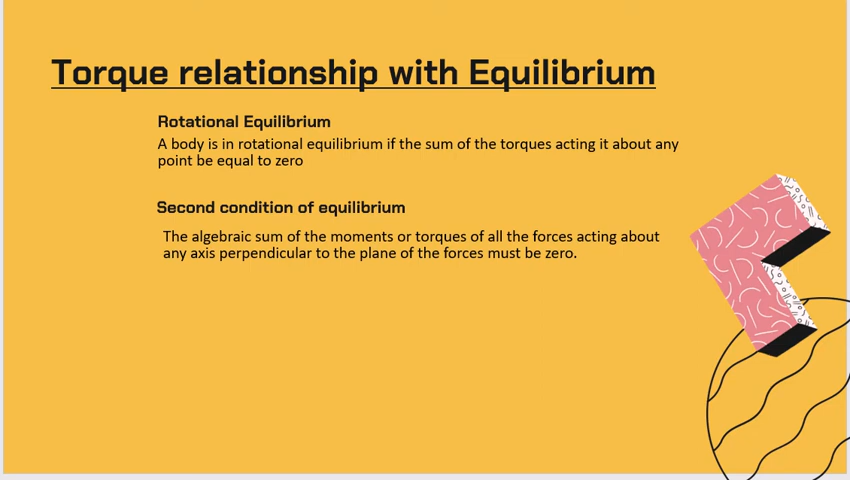 Torque relationship with Equilibrium
Rotational Equilibrium
A body is in rotational equilibrium if the sum of the torques acting it about any
point be equal to zero
Second condition of equilibrium
The algebraic sum of the moments or torques of all the forces acting about
any axis perpendicular to the plane of the forces must be zero.